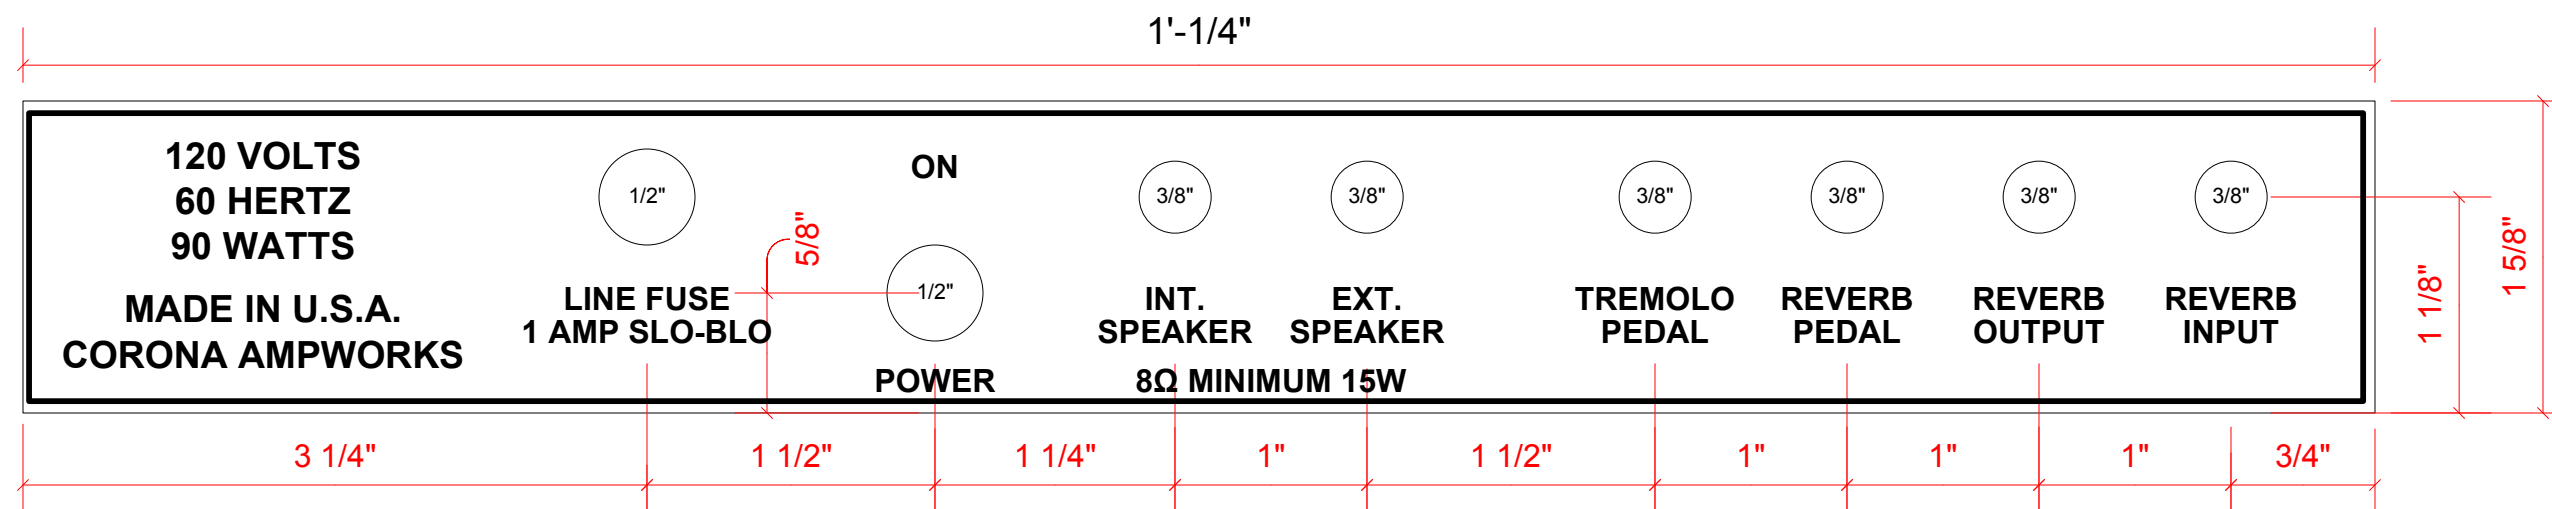 1'-1/4"
120 VOLTS
60 HERTZ
90 WATTS
MADE IN U.S.A.
CORONA AMPWORKS
1/2"
LINE FUSE
1 AMP SLO-BLO
5/8"
ON
1/2"
POWER
3/8"
INT.
SPEAKER
3/8"
EXT.
SPEAKER
8Ω MINIMUM 15W
3/8"
TREMOLO
PEDAL
3/8"
REVERB
PEDAL
3/8"
REVERB
OUTPUT
3/8"
REVERB
INPUT
1 1/8"
1 5/8"
3 1/4"
1 1/2"
1 1/4"
1"
1 1/2"
1"
1"
1"
3/4"